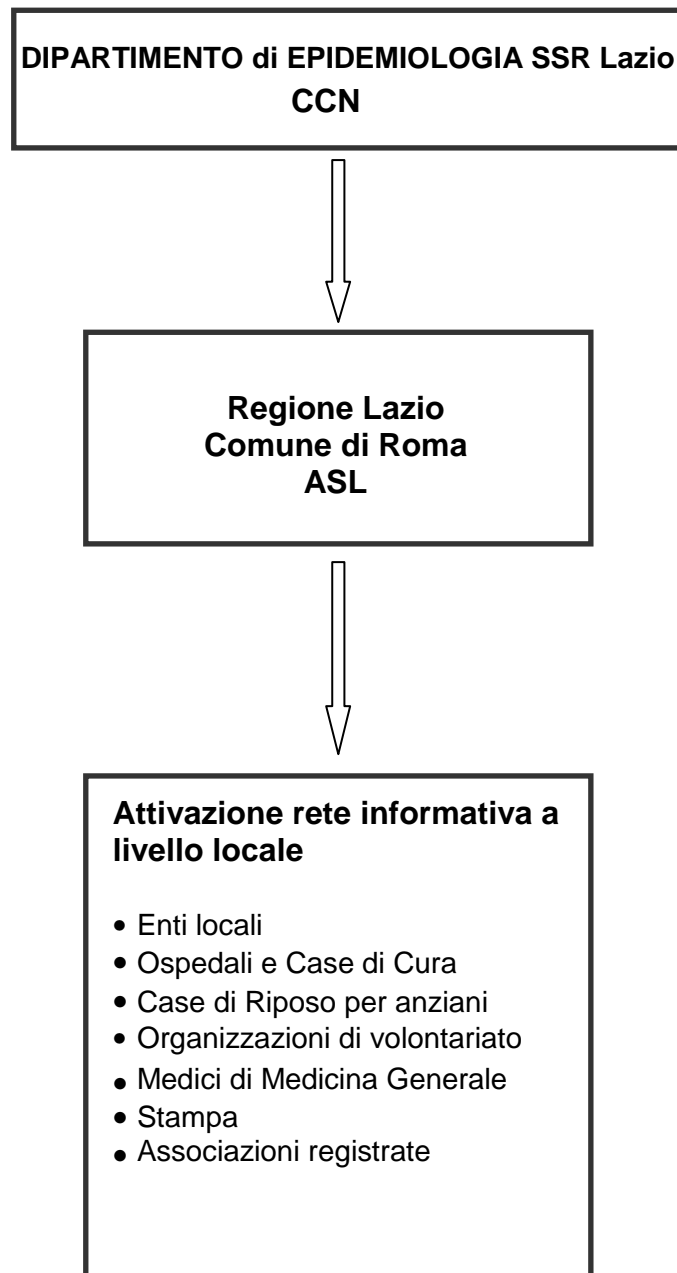 DIPARTIMENTO di EPIDEMIOLOGIA SSR Lazio
CCN
Regione Lazio
Comune di Roma
ASL
Attivazione rete informativa a
livello locale
• Enti locali
• Ospedali e Case di Cura
• Case di Riposo per anziani
• Organizzazioni di volontariato
• Medici di Medicina Generale
• Stampa
• Associazioni registrate